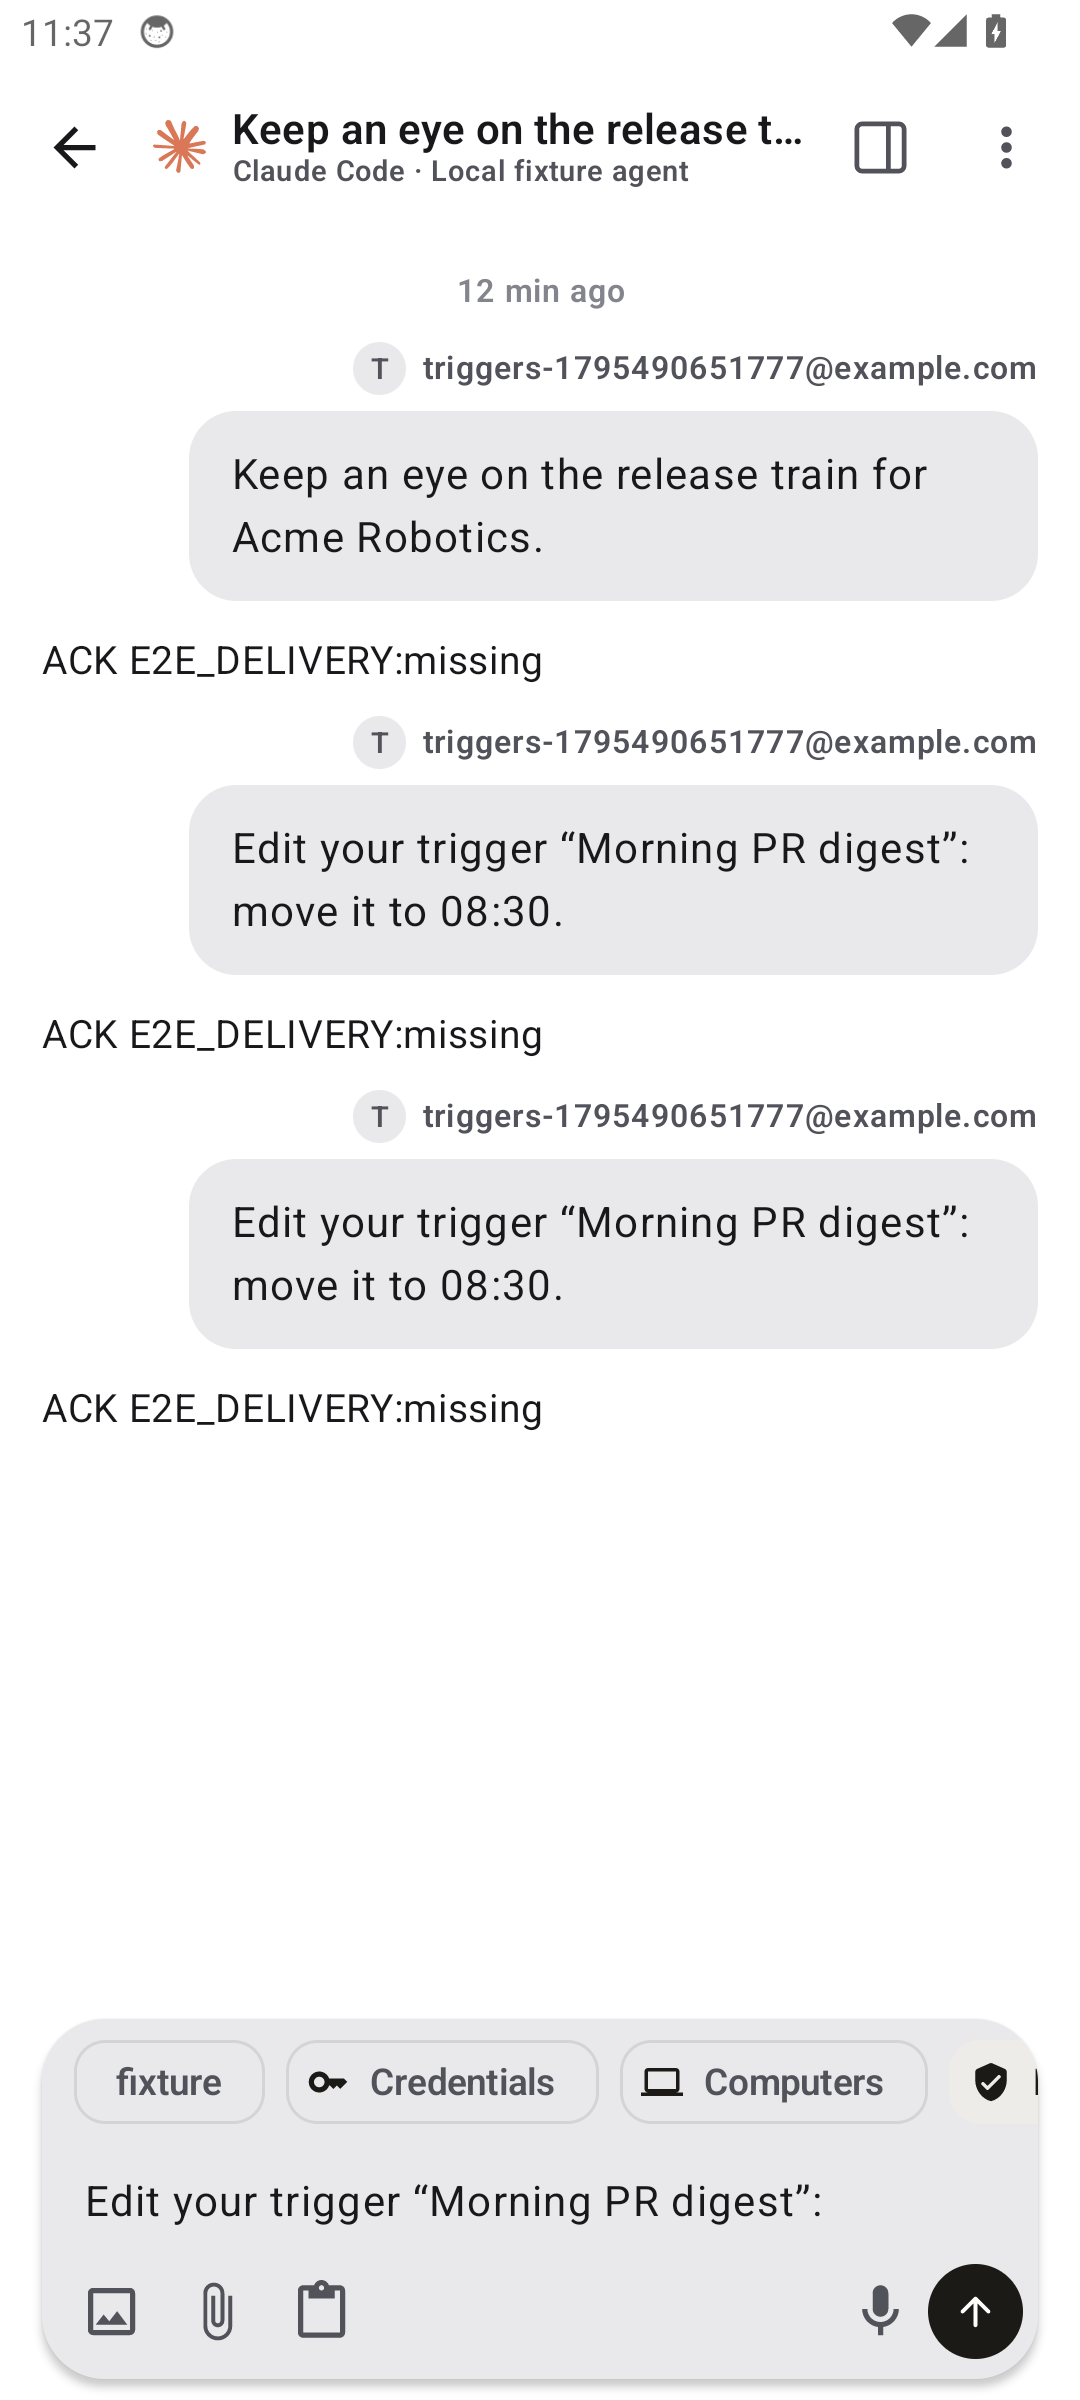 11:37
Keep an eye on the release t...
Claude Code · Local fixture agent
12 min ago
T triggers-1795490651777@example.com
Keep an eye on the release train for
Acme Robotics.
ACK E2E_DELIVERY:missing
T triggers-1795490651777@example.com
Edit your trigger “Morning PR digest”:
move it to 08:30.
ACK E2E_DELIVERY:missing
T triggers-1795490651777@example.com
Edit your trigger “Morning PR digest”:
move it to 08:30.
ACK E2E_DELIVERY:missing
fixture Credentials Computers
Edit your trigger “Morning PR digest”: